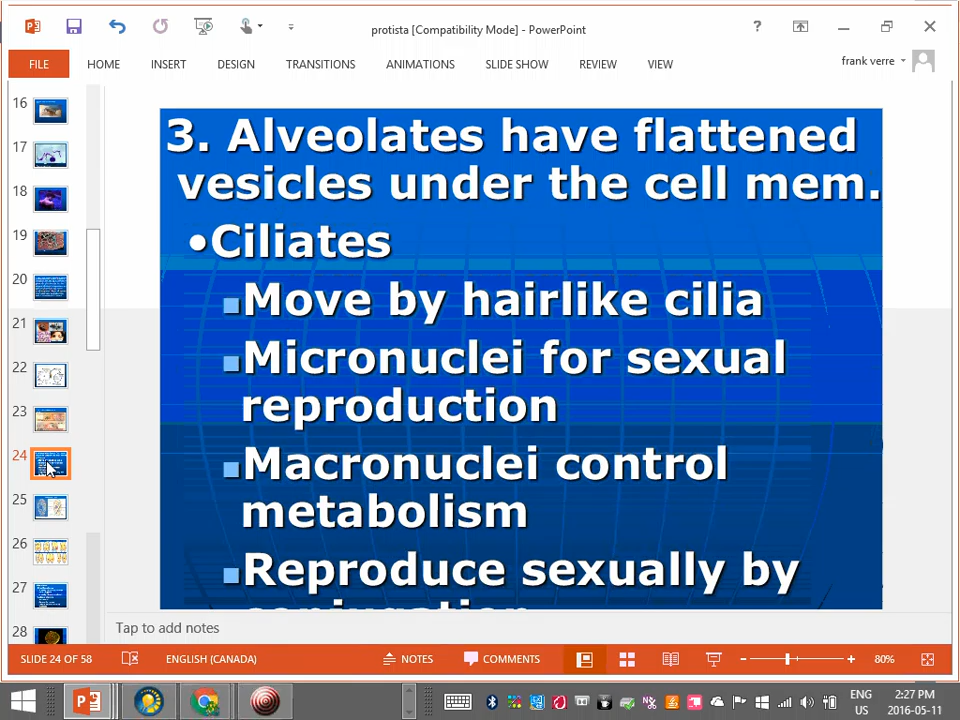 protista [Compatibility Mode] - PowerPoint
?
FILE HOME INSERT DESIGN TRANSITIONS ANIMATIONS SLIDE SHOW REVIEW VIEW
frank verre
16
17
18
19
20
21
22
23
24
25
26
27
28
3. Alveolates have flattened
vesicles under the cell mem.
•Ciliates
■Move by hairlike cilia
■Micronuclei for sexual
reproduction
■Macronuclei control
metabolism
■Reproduce sexually by
conjugation
Tap to add notes
SLIDE 24 OF 58 ENGLISH (CANADA) NOTES COMMENTS 80%
ENG 2:27 PM
US 2016-05-11